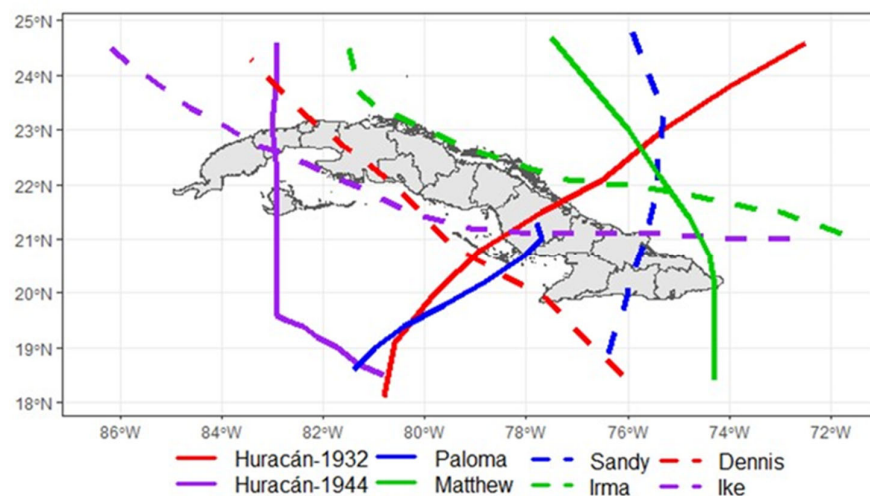 25°N
24°N
23°N
22°N
21°N
20°N
19°N
18°N
86°W 84°W 82°W 80°W 78°W 76°W 74°W 72°W
Huracán-1932 Paloma Sandy Dennis
Huracán-1944 Matthew Irma Ike